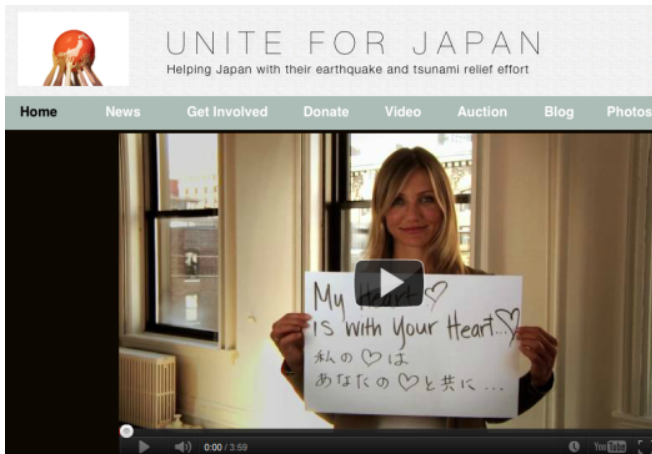 UNITE FOR JAPAN
Helping Japan with their earthquake and tsunami relief effort
Home News Get Involved Donate Video Auction Blog Photos
My Heart ♡
is with Your Heart...♡
私の♡は
あなたの♡と共に...
0:00 / 3:59
YouTube